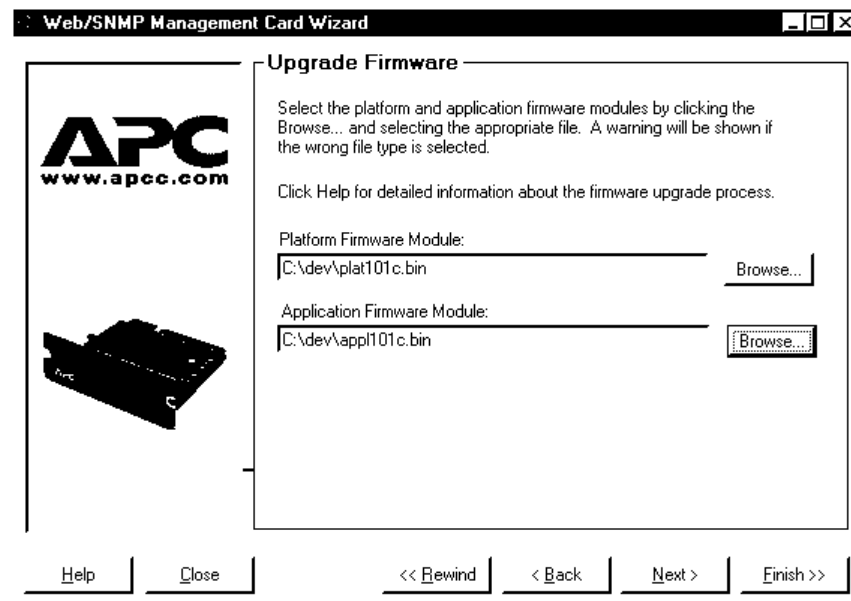 Web/SNMP Management Card Wizard
Upgrade Firmware
APC
www.apcc.com
Select the platform and application firmware modules by clicking the
Browse... and selecting the appropriate file. A warning will be shown if
the wrong file type is selected.
Click Help for detailed information about the firmware upgrade process.
Platform Firmware Module:
C:\dev\plat101c.bin
Browse...
Application Firmware Module:
C:\dev\appl101c.bin
Browse...
APC
Help
Close
<< Rewind
< Back
Next >
Finish >>